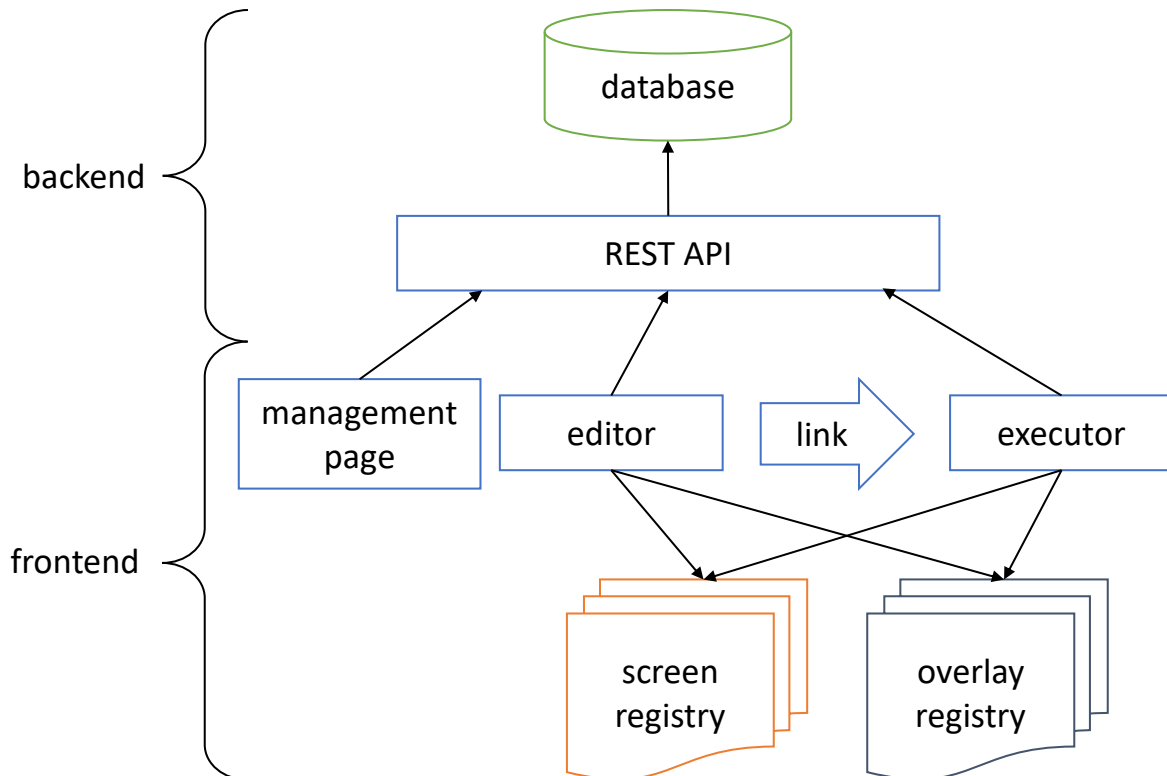 database
backend
REST API
management
page
editor
link
executor
frontend
screen
registry
overlay
registry